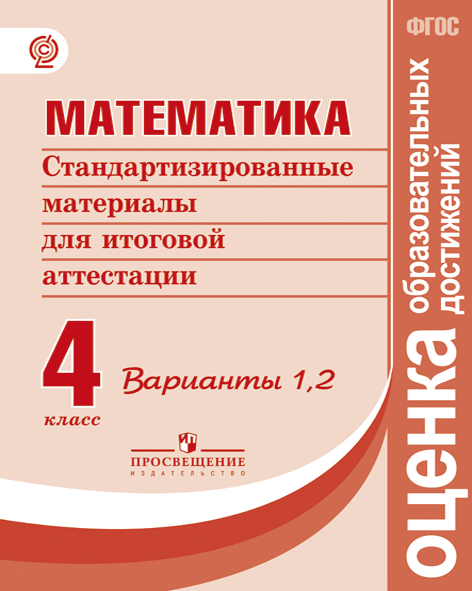 ФГОС
МАТЕМАТИКА
Стандартизированные
материалы
для итоговой
аттестации
4
класс
Варианты 1,2
ПРОСВЕЩЕНИЕ
ИЗДАТЕЛЬСТВО
оценка
образовательных
достижений